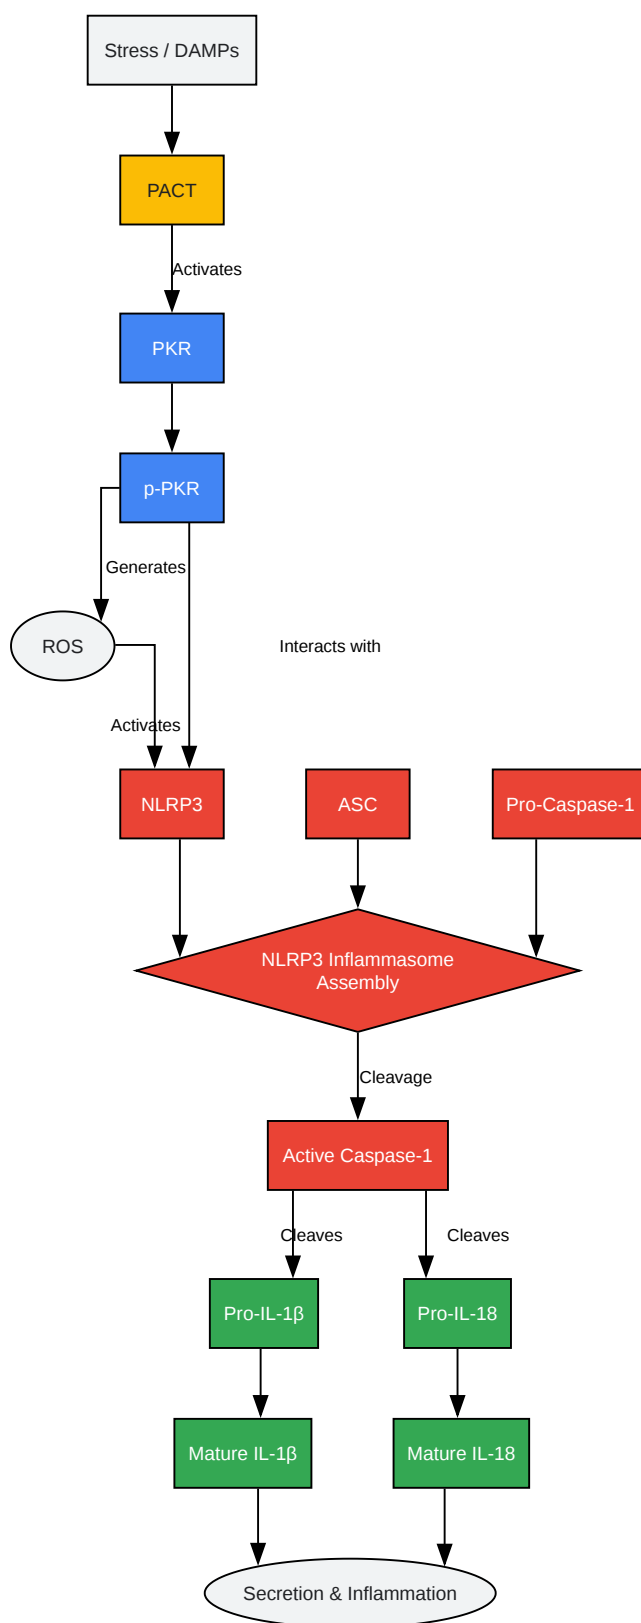 Stress / DAMPs
PACT
Activates
PKR
p-PKR
Generates
ROS
Interacts with
Activates
NLRP3
ASC
Pro-Caspase-1
NLRP3 Inflammasome
Assembly
Cleavage
Active Caspase-1
Cleaves
Cleaves
Pro-IL-1β
Pro-IL-18
Mature IL-1β
Mature IL-18
Secretion & Inflammation